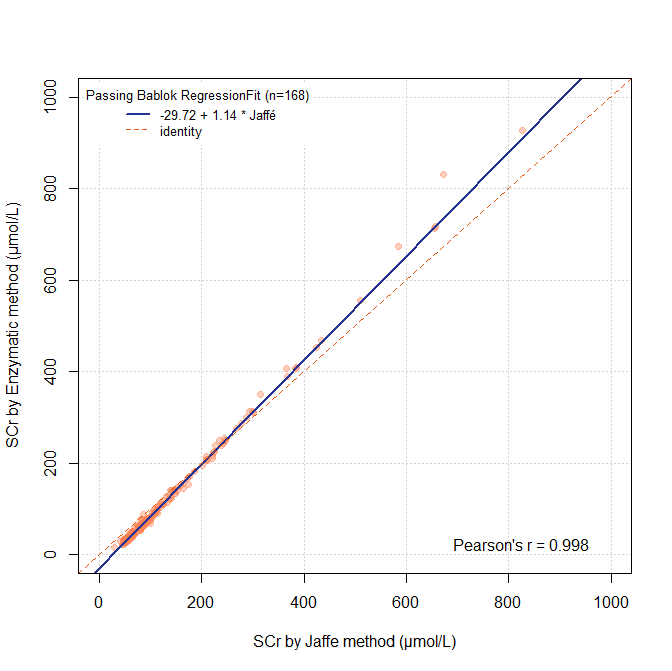 Passing Bablok RegressionFit (n=168)
-29.72 + 1.14 * Jaffé
identity
1000
800
600
400
200
0
SCr by Enzymatic method (µmol/L)
Pearson's r = 0.998
0 200 400 600 800 1000
SCr by Jaffe method (µmol/L)